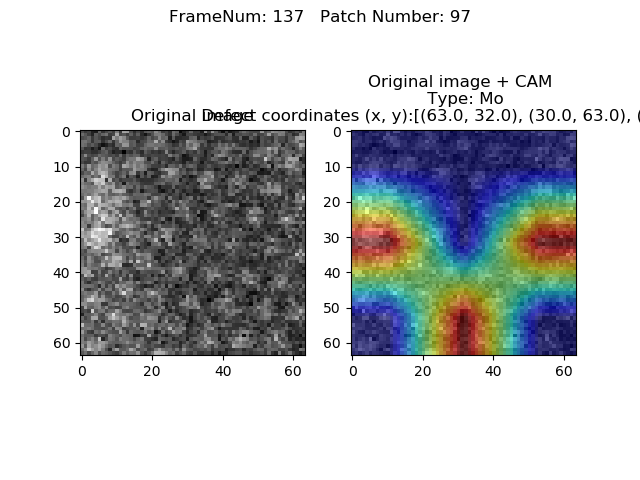 FrameNum: 137   Patch Number: 97
Original image + CAM
Type: Mo
Original Image
Defect coordinates (x, y):[(63.0, 32.0), (30.0, 63.0), (
0
10
20
30
40
50
60
0 20 40 60
0
10
20
30
40
50
60
0 20 40 60